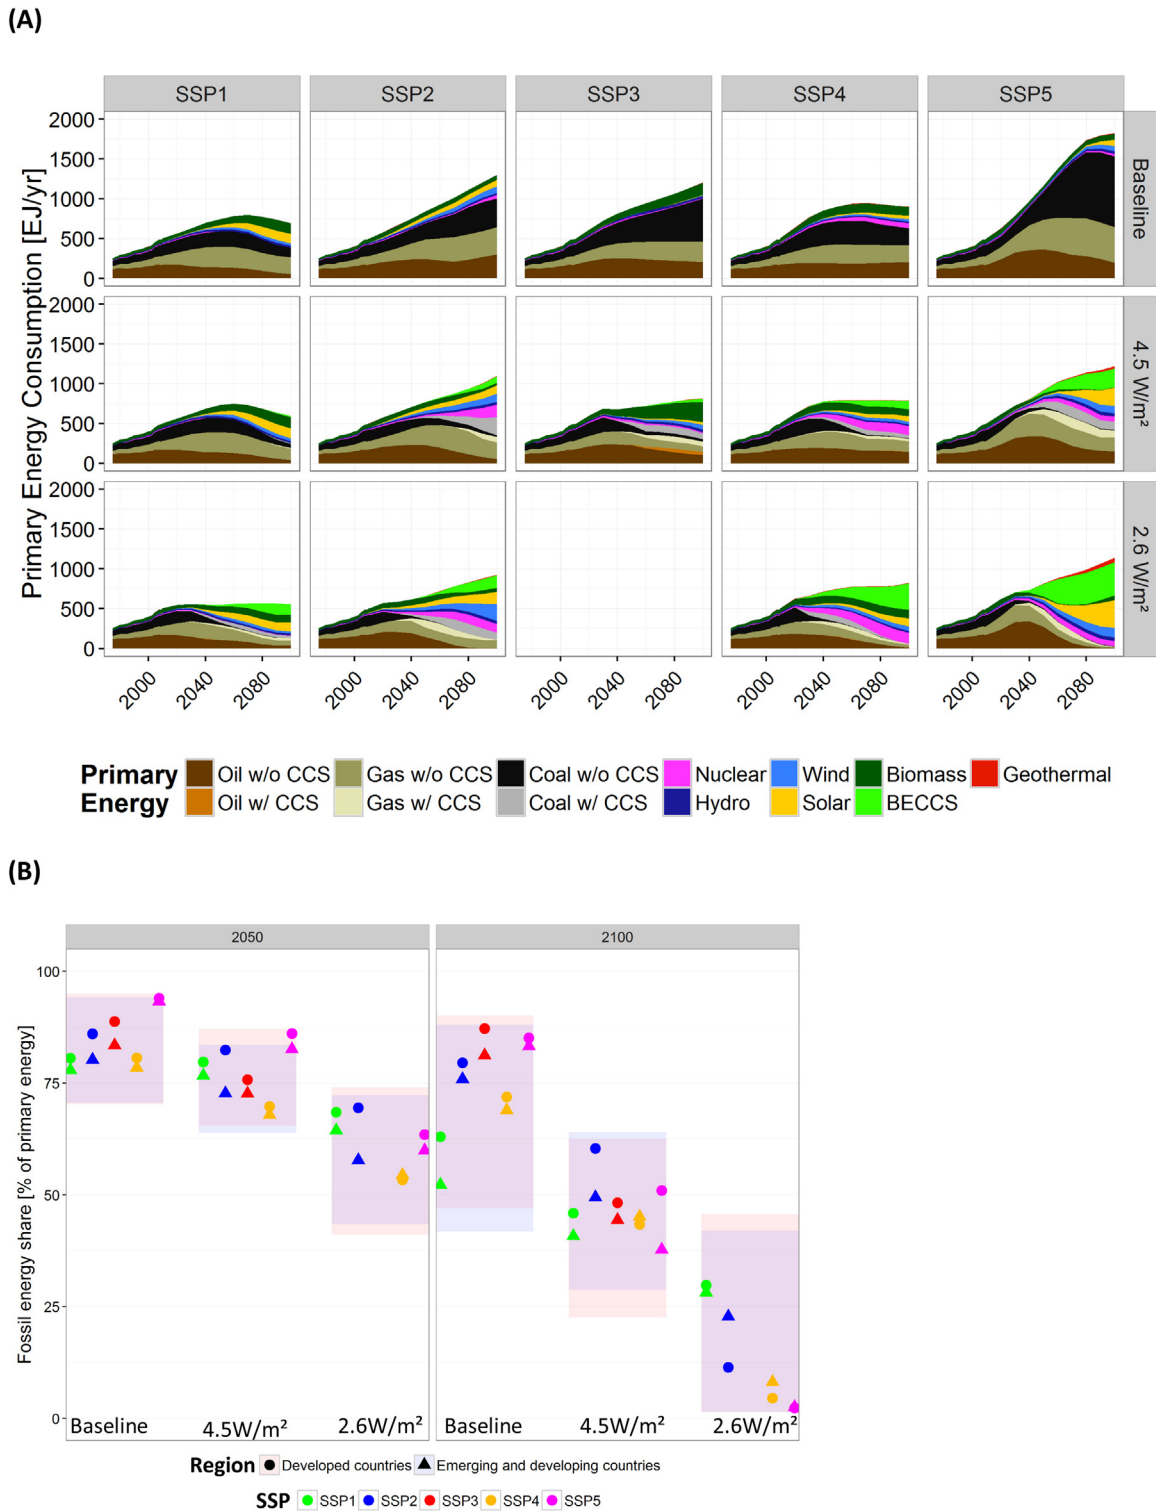 (A)
SSP1 SSP2 SSP3 SSP4 SSP5
Primary Energy Consumption [EJ/yr]
2000
1500
1000
500
0
Baseline
2000
1500
1000
500
0
4.5 W/m²
2000
1500
1000
500
0
2.6 W/m²
2000 2040 2080 2000 2040 2080 2000 2040 2080 2000 2040 2080 2000 2040 2080
Primary Energy
Oil w/o CCS Gas w/o CCS Coal w/o CCS Nuclear Wind Biomass Geothermal
Oil w/ CCS Gas w/ CCS Coal w/ CCS Hydro Solar BECCS
(B)
2050 2100
Fossil energy share [% of primary energy]
100
75
50
25
0
Baseline 4.5W/m² 2.6W/m² Baseline 4.5W/m² 2.6W/m²
Region Developed countries Emerging and developing countries
SSP SSP1 SSP2 SSP3 SSP4 SSP5